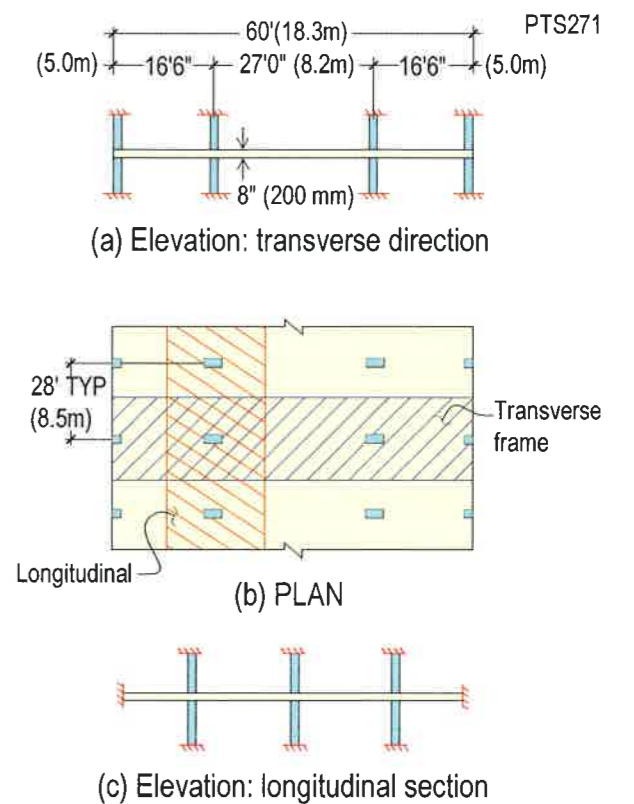 PTS271
60'(18.3m)
(5.0m) 16'6" 27'0" (8.2m) 16'6" (5.0m)
8" (200 mm)
(a) Elevation: transverse direction
28' TYP
(8.5m)
Transverse
frame
Longitudinal
(b) PLAN
(c) Elevation: longitudinal section